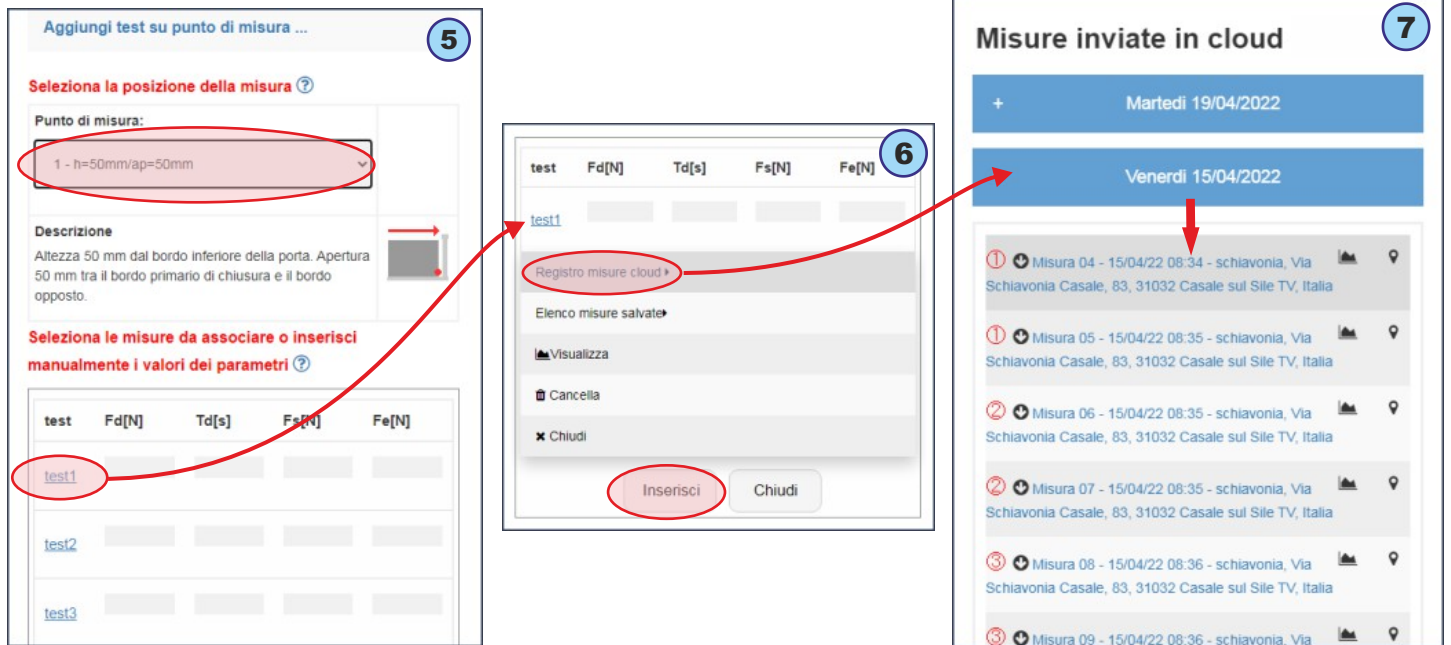 Aggiungi test su punto di misura ...
5
Seleziona la posizione della misura ?
Punto di misura:
1 - h=50mm/ap=50mm
Descrizione
Altezza 50 mm dal bordo inferiore della porta. Apertura
50 mm tra il bordo primario di chiusura e il bordo
opposto.
Seleziona le misure da associare o inserisci
manualmente i valori dei parametri ?
test Fd[N] Td[s] Fs[N] Fe[N]
test1
test2
test3
6
test Fd[N] Td[s] Fs[N] Fe[N]
test1
Registro misure cloud
Elenco misure salvate
Visualizza
Cancella
Chiudi
Inserisci Chiudi
7
Misure inviate in cloud
+ Martedi 19/04/2022
Venerdi 15/04/2022
① Misura 04 - 15/04/22 08:34 - schiavonia, Via
Schiavonia Casale, 83, 31032 Casale sul Sile TV, Italia
① Misura 05 - 15/04/22 08:35 - schiavonia, Via
Schiavonia Casale, 83, 31032 Casale sul Sile TV, Italia
② Misura 06 - 15/04/22 08:35 - schiavonia, Via
Schiavonia Casale, 83, 31032 Casale sul Sile TV, Italia
② Misura 07 - 15/04/22 08:35 - schiavonia, Via
Schiavonia Casale, 83, 31032 Casale sul Sile TV, Italia
③ Misura 08 - 15/04/22 08:36 - schiavonia, Via
Schiavonia Casale, 83, 31032 Casale sul Sile TV, Italia
③ Misura 09 - 15/04/22 08:36 - schiavonia, Via